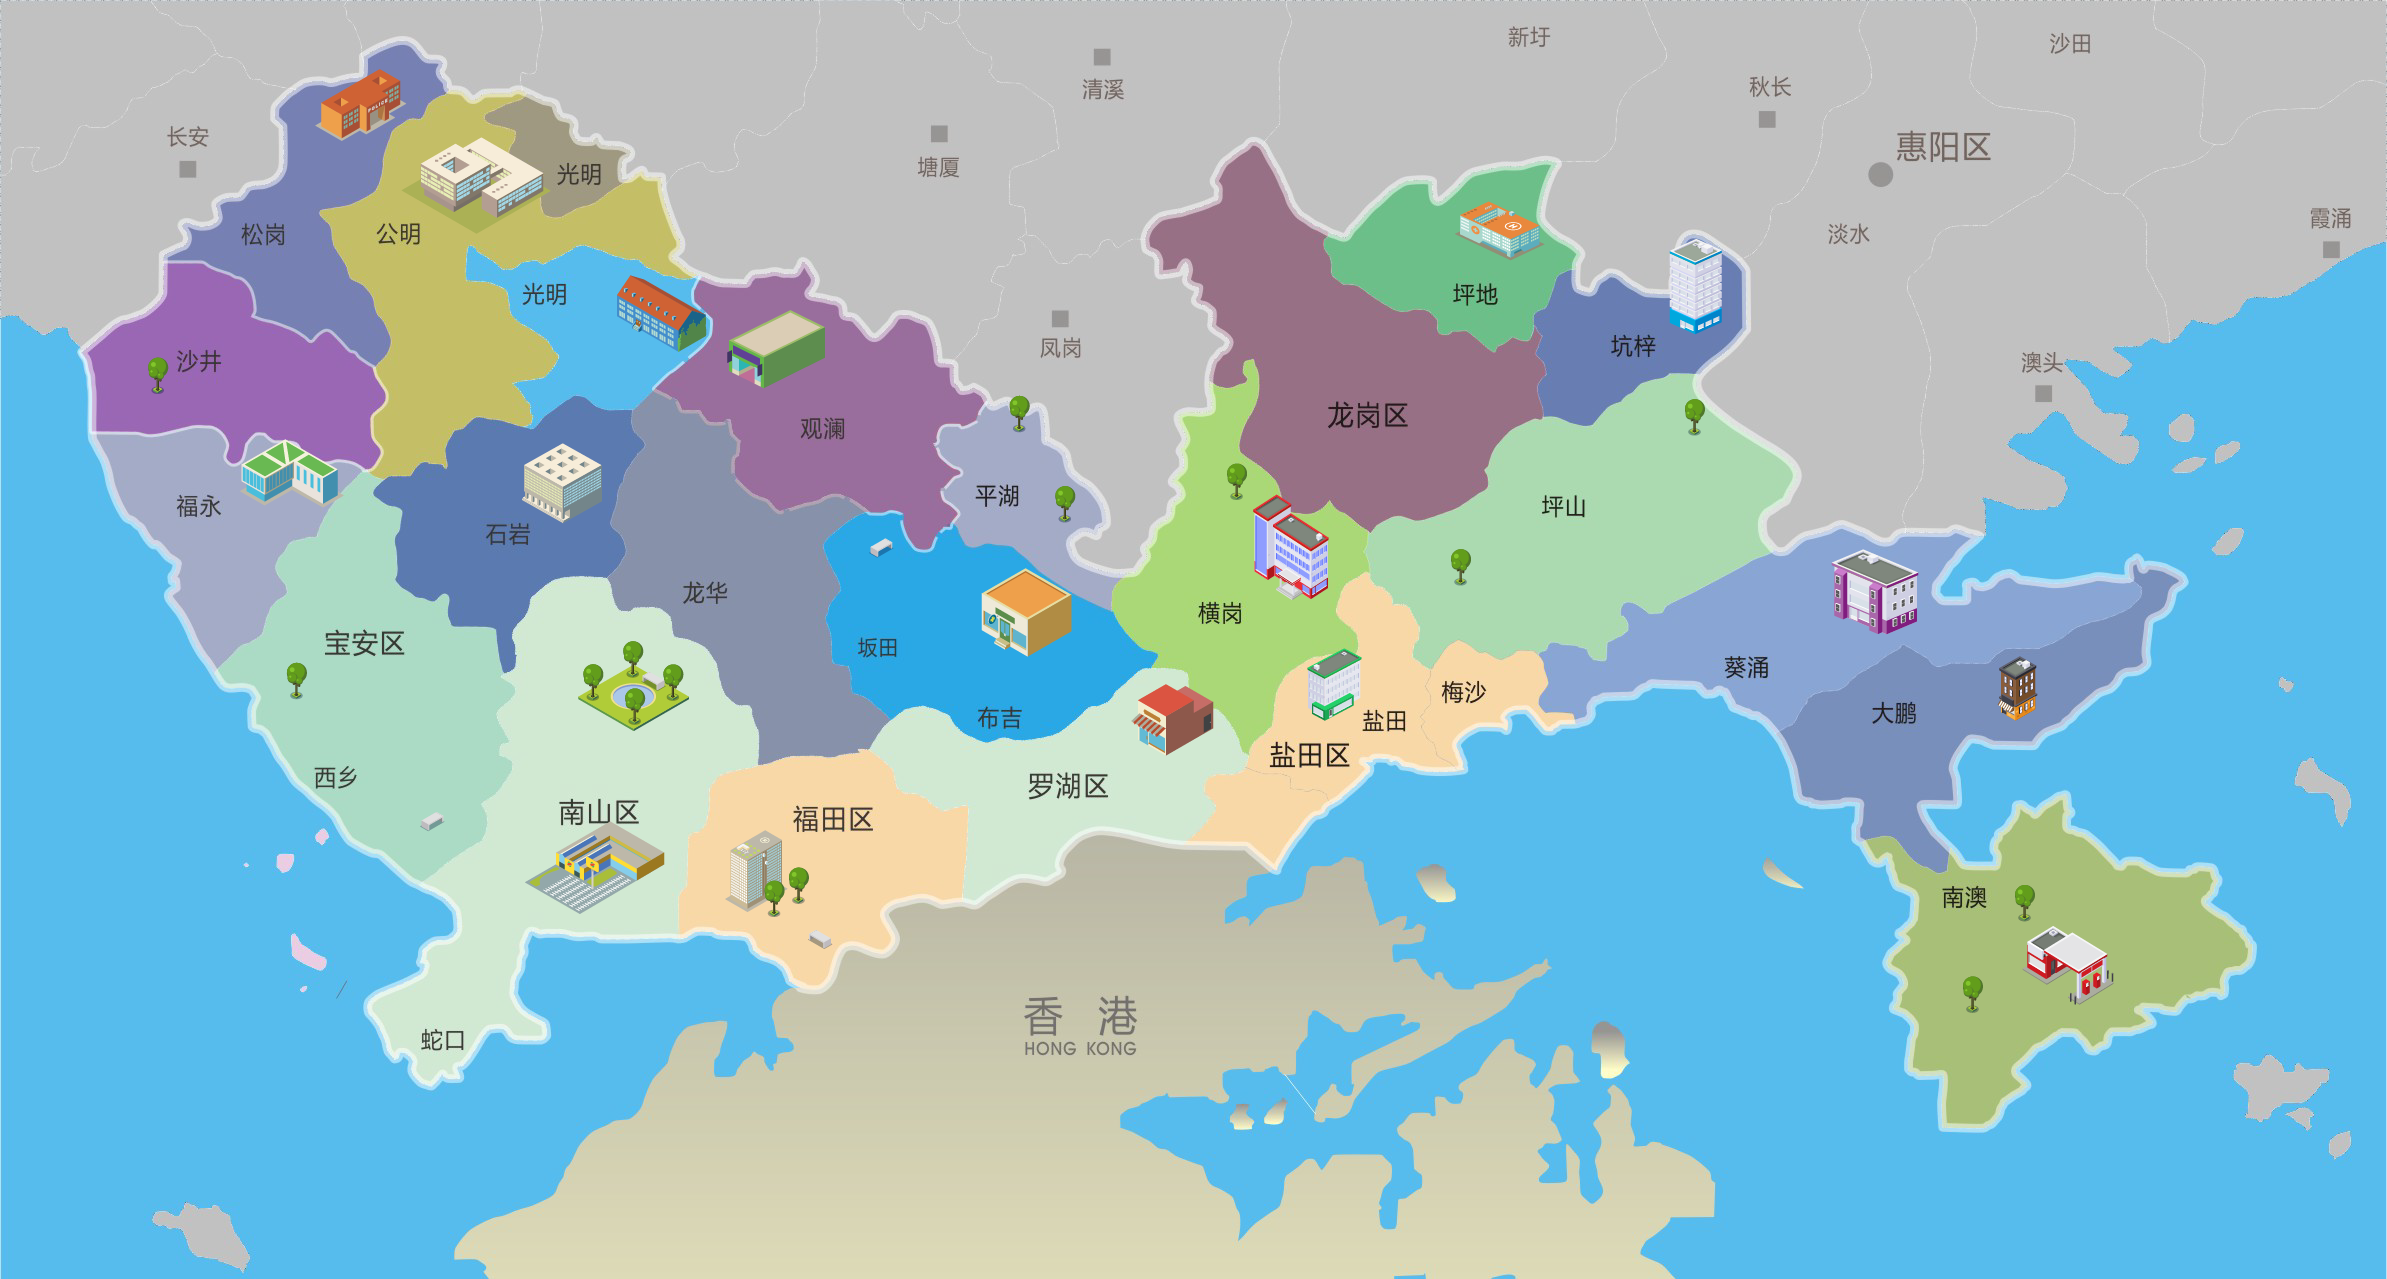 新圩
沙田
清溪
秋长
长安
惠阳区
塘厦
POLICE
光明
霞涌
松岗
公明
淡水
光明
坪地
坑梓
凤岗
沙井
澳头
龙岗区
观澜
平湖
福永
坪山
石岩
龙华
横岗
宝安区
坂田
葵涌
梅沙
大鹏
布吉
盐田
盐田区
西乡
罗湖区
南山区
福田区
南澳
香 港
HONG KONG
蛇口